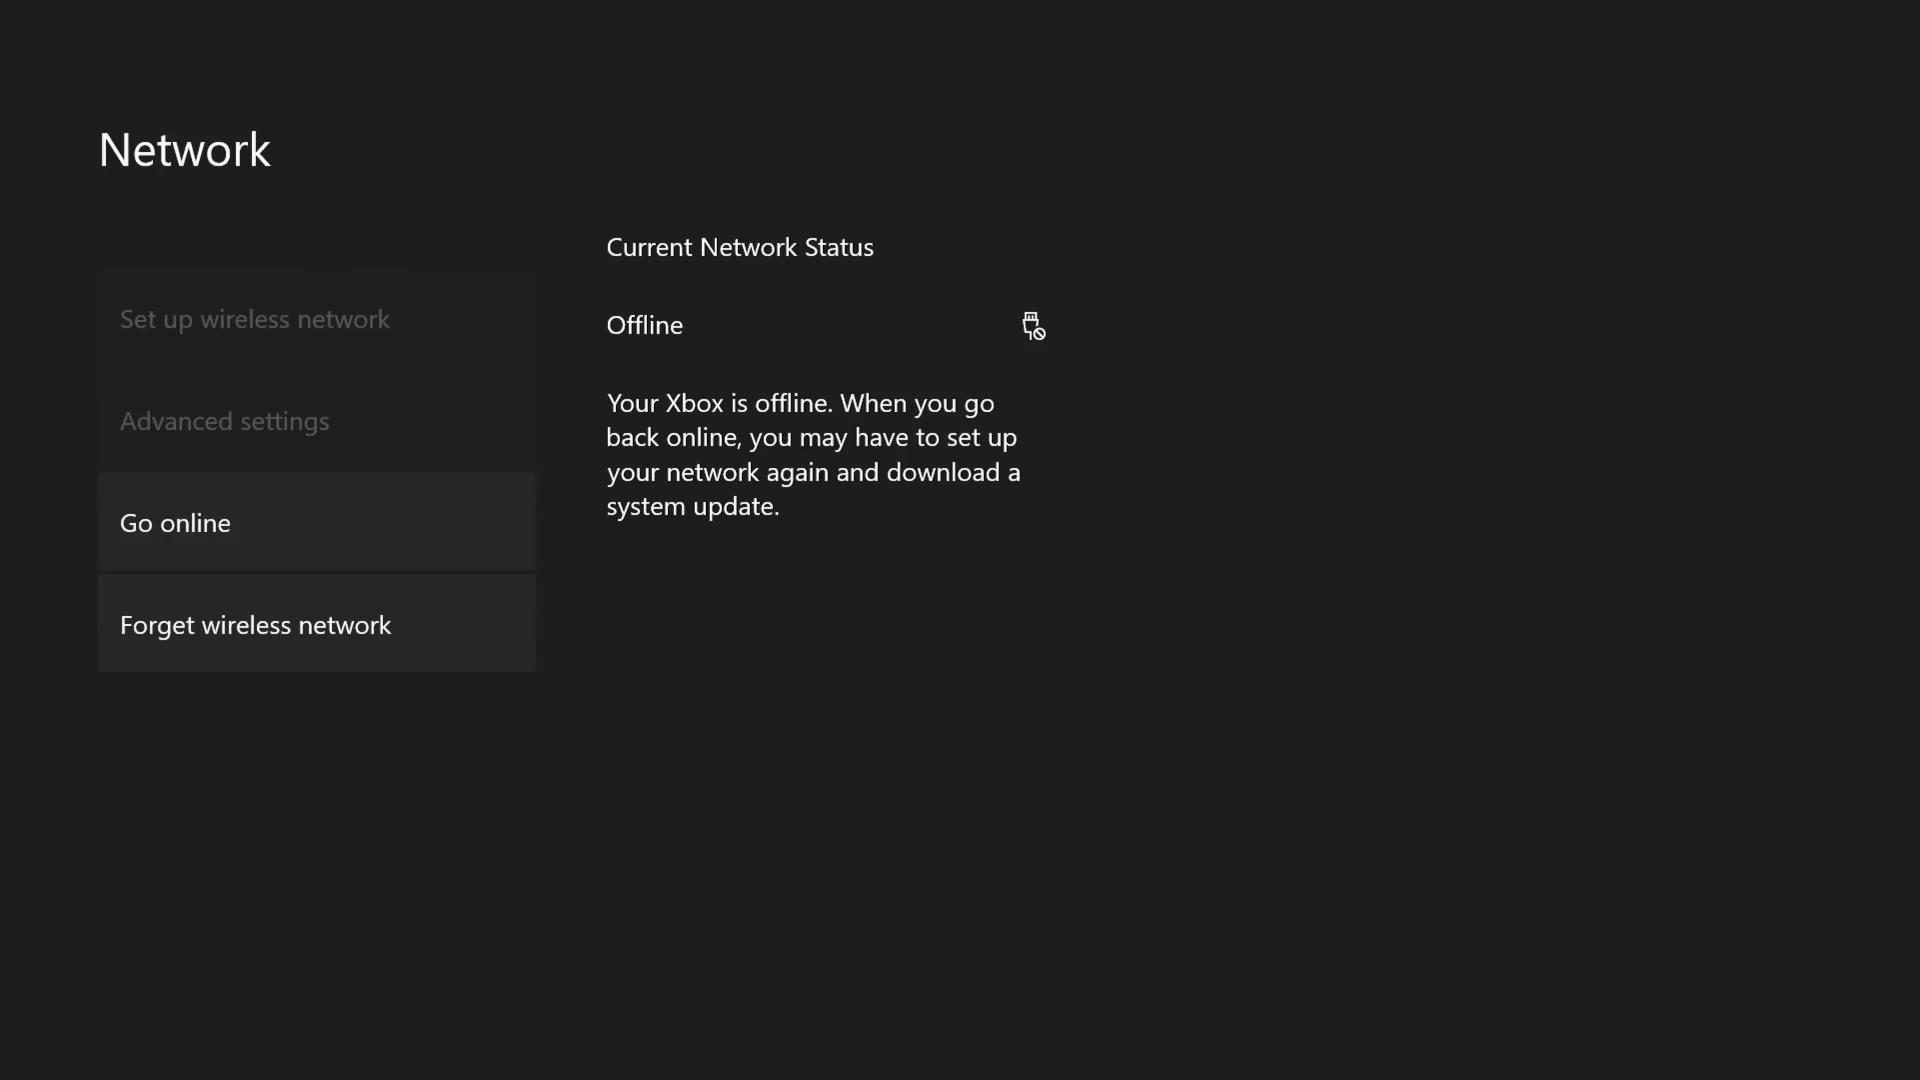 Network
Set up wireless network
Advanced settings
Go online
Forget wireless network
Current Network Status
Offline
Your Xbox is offline. When you go
back online, you may have to set up
your network again and download a
system update.